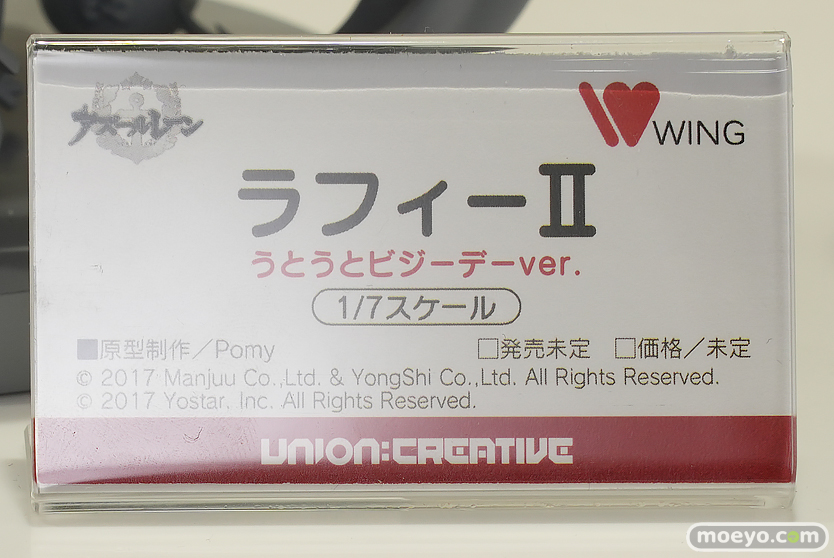 アズールレーン
WING
ラフィーⅡ
うとうとビジーデーver.
1/7スケール
■原型制作／Pomy □発売未定 □価格／未定
© 2017 Manjuu Co.,Ltd. & YongShi Co.,Ltd. All Rights Reserved.
© 2017 Yostar, Inc. All Rights Reserved.
UNION:CREATIVE
moeyo.com